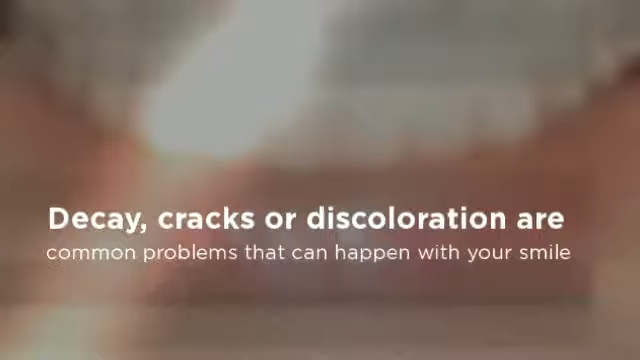 Decay, cracks or discoloration are
common problems that can happen with your smile